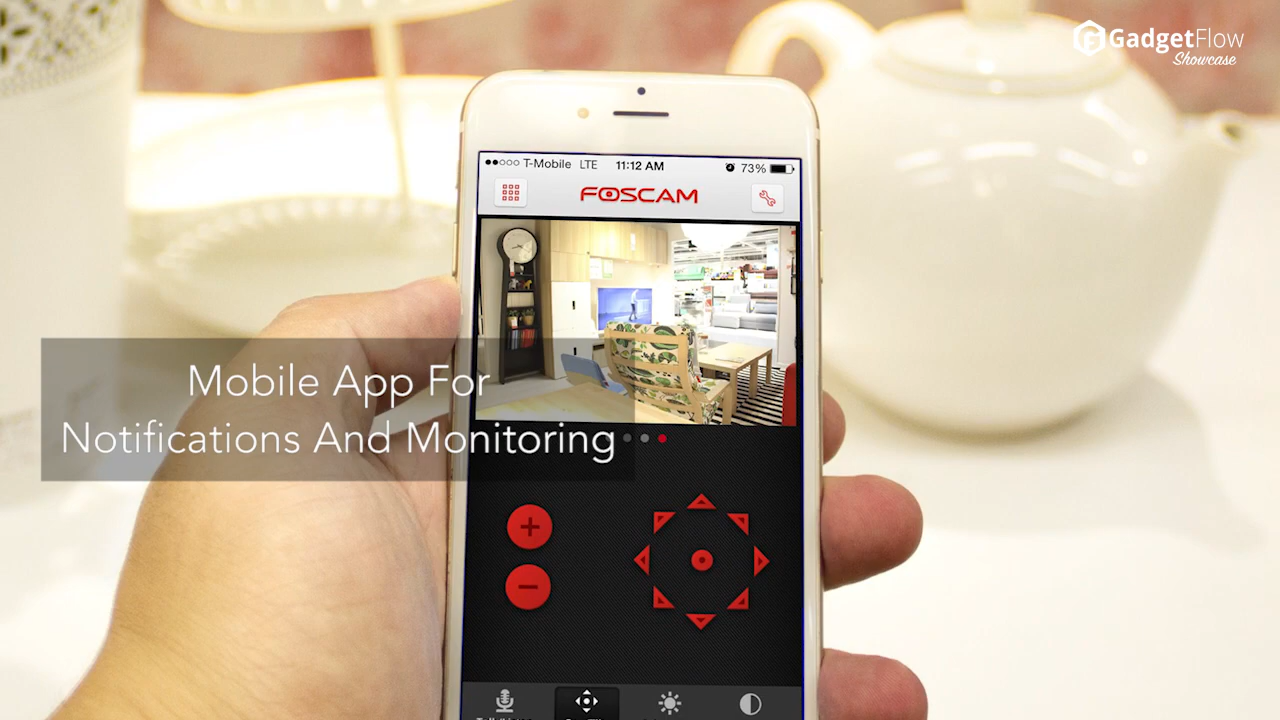 GadgetFlow
Showcase
T-Mobile LTE 11:12 AM 73%
FOSCAM
Mobile App For
Notifications And Monitoring